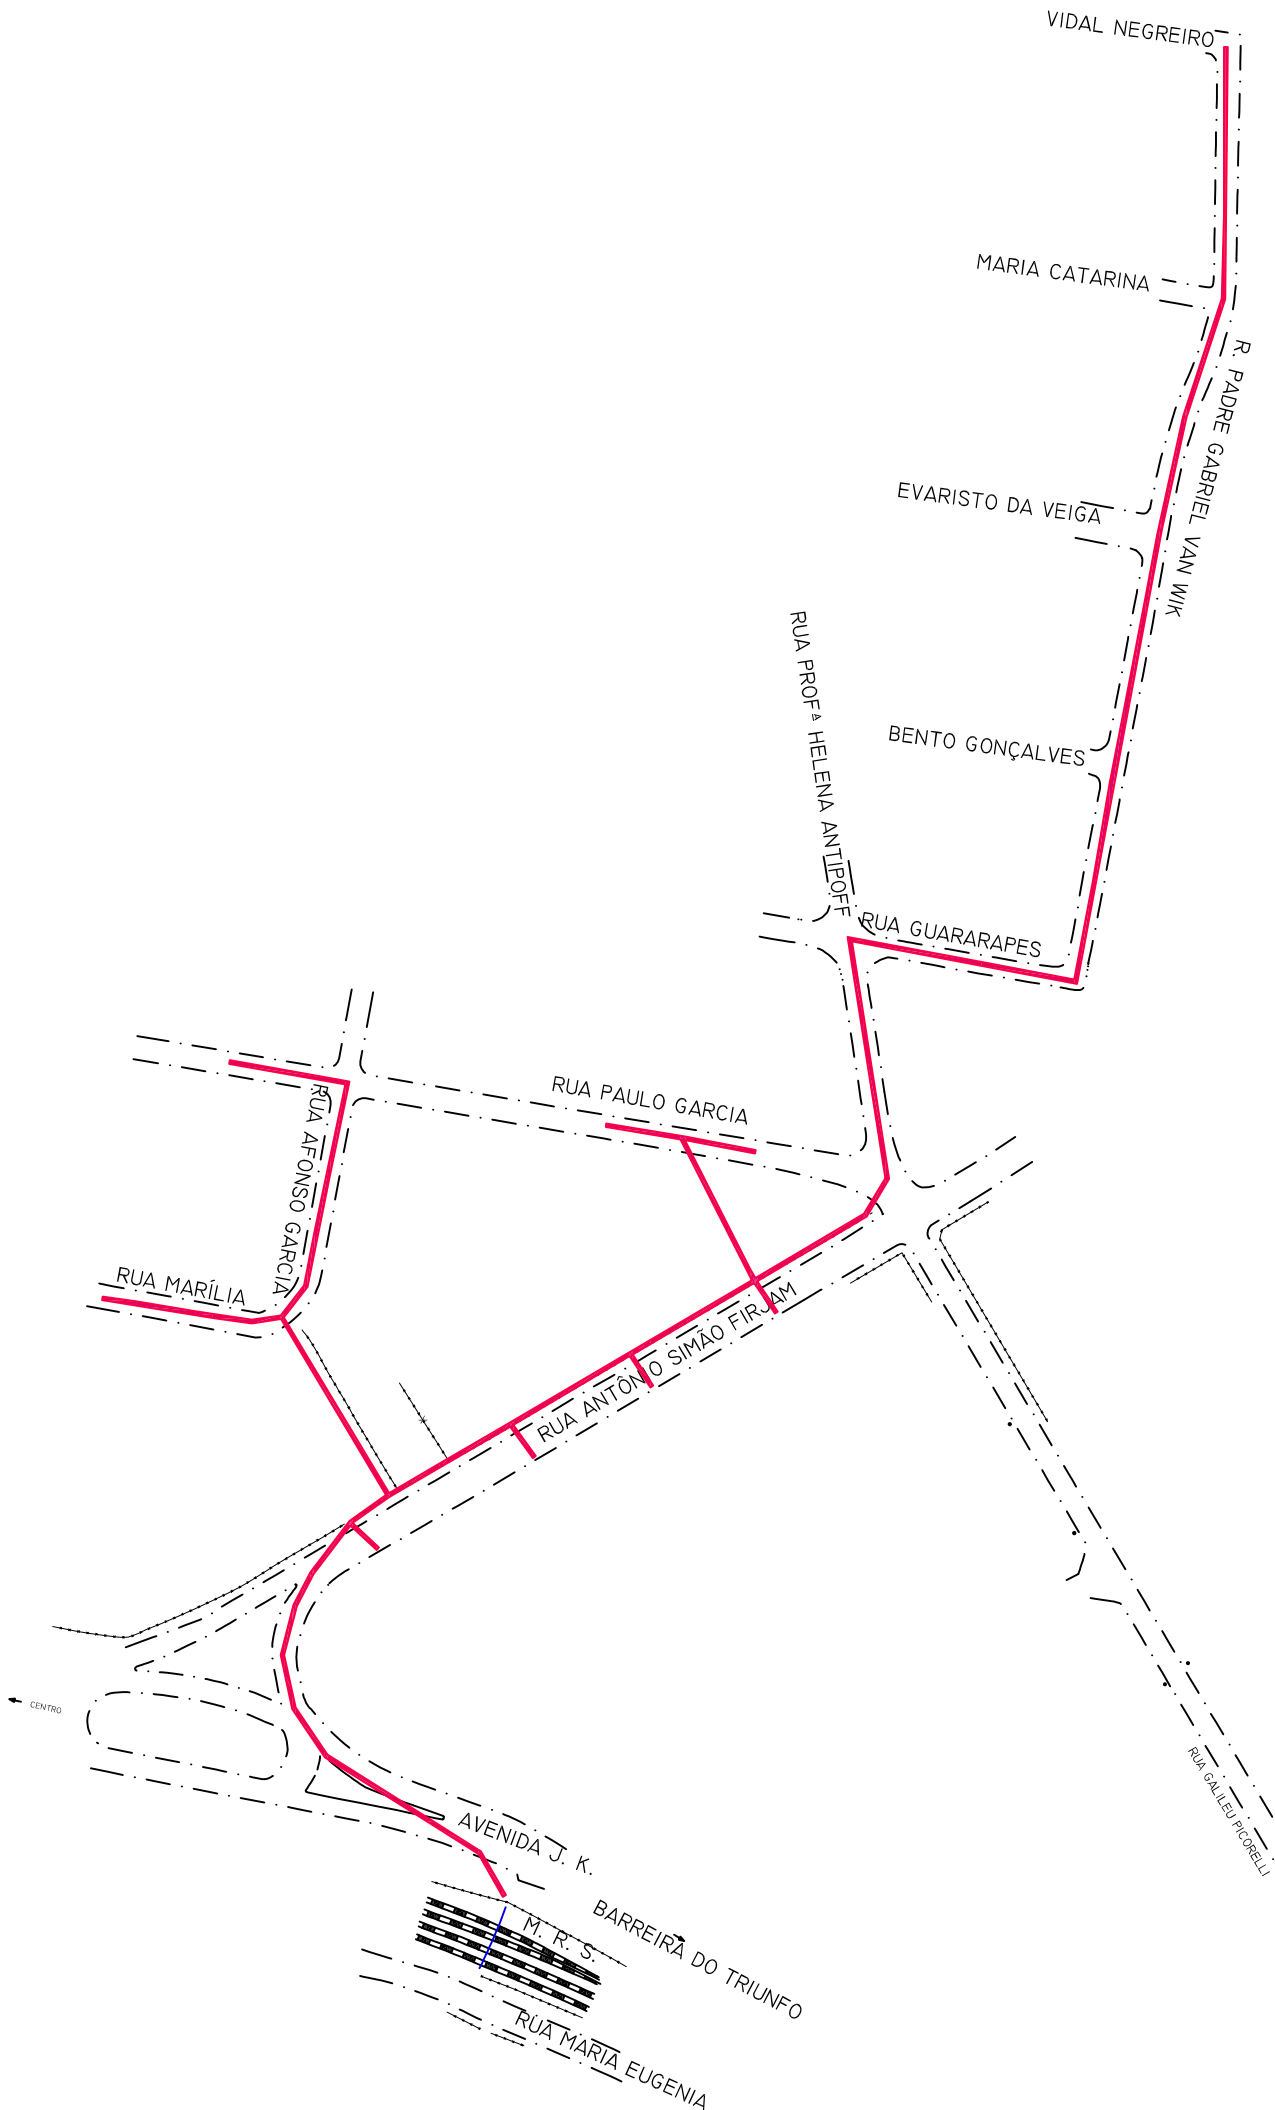 VIDAL NEGREIRO
MARIA CATARINA
R. PADRE GABRIEL VAN WIK
EVARISTO DA VEIGA
RUA PROFª HELENA ANTIPOFF
BENTO GONÇALVES
RUA GUARARAPES
RUA PAULO GARCIA
RUA AFONSO GARCIA
RUA MARÍLIA
RUA ANTÔNIO SIMÃO FIRJAM
CENTRO
RUA GALILEU PICORELLI
AVENIDA J. K.
BARREIRA DO TRIUNFO
M. R. S.
RUA MARIA EUGENIA